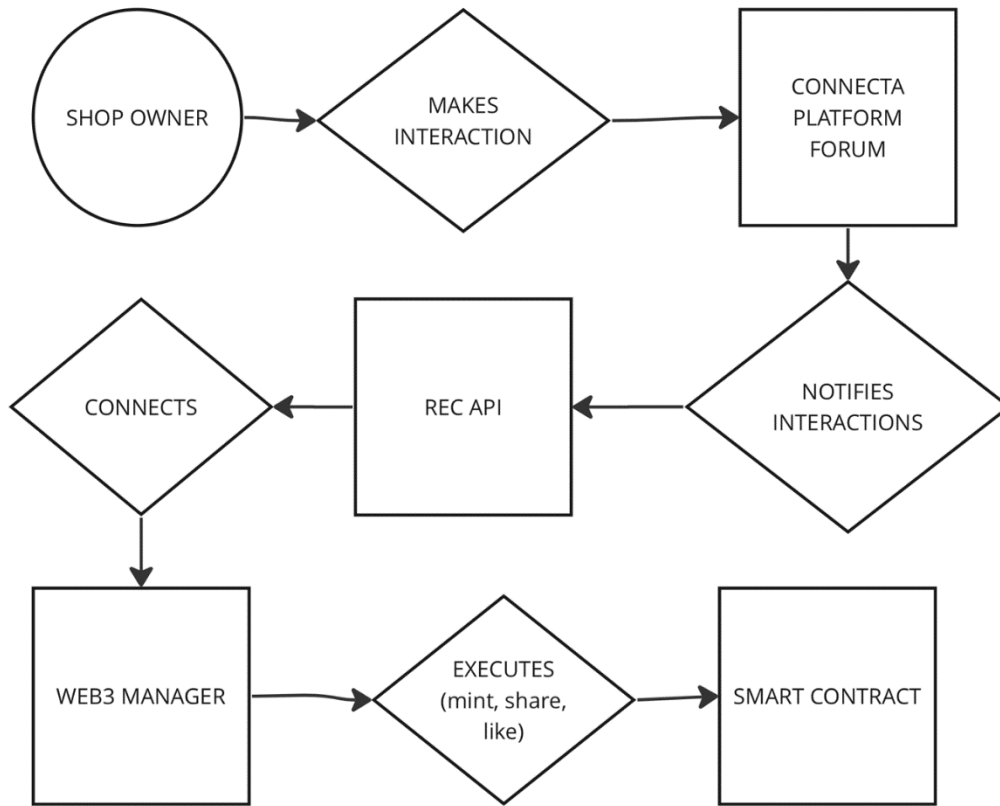 SHOP OWNER
MAKES
INTERACTION
CONNECTA
PLATFORM
FORUM
NOTIFIES
INTERACTIONS
REC API
CONNECTS
WEB3 MANAGER
EXECUTES
(mint, share,
like)
SMART CONTRACT